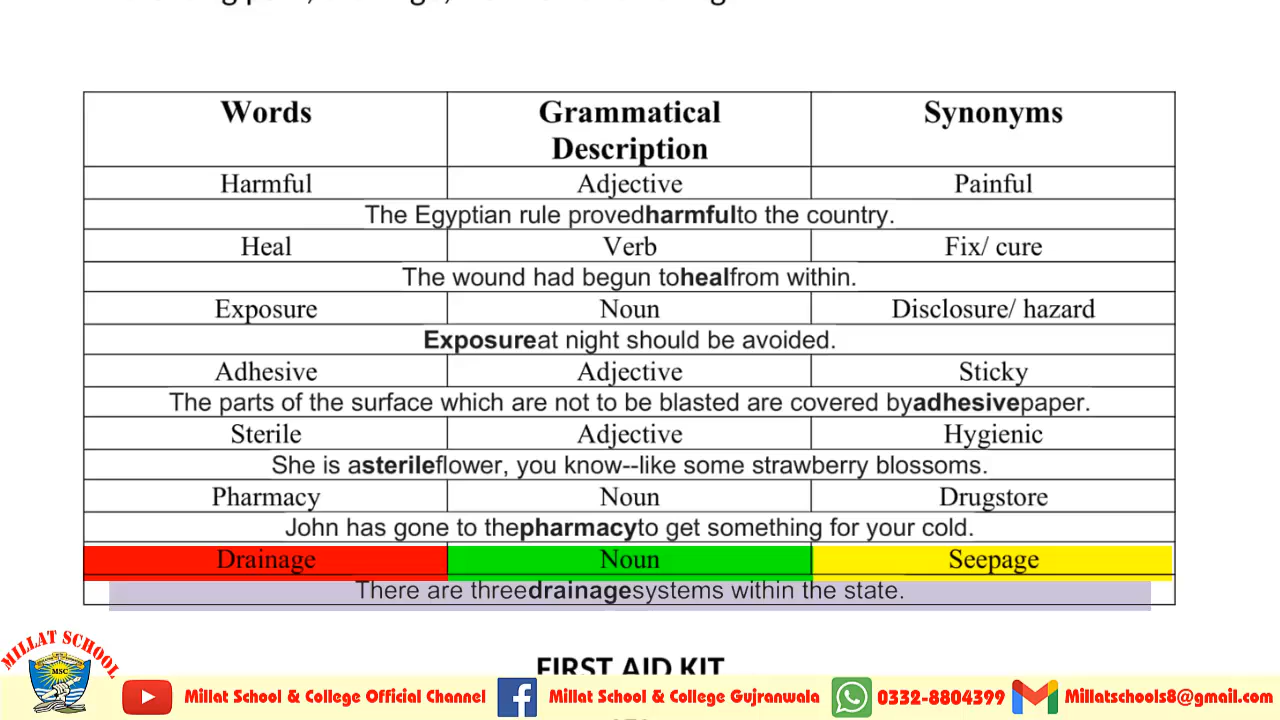 Words Grammatical Description Synonyms
Harmful Adjective Painful
The Egyptian rule provedharmfulto the country.
Heal Verb Fix/ cure
The wound had begun tohealfrom within.
Exposure Noun Disclosure/ hazard
Exposureat night should be avoided.
Adhesive Adjective Sticky
The parts of the surface which are not to be blasted are covered byadhesivepaper.
Sterile Adjective Hygienic
She is asterileflower, you know--like some strawberry blossoms.
Pharmacy Noun Drugstore
John has gone to thepharmacyto get something for your cold.
Drainage Noun Seepage
There are threedrainagesystems within the state.
FIRST AID KIT
MILLAT SCHOOL
MSC
Millat School & College Official Channel
Millat School & College Gujranwala
0332-8804399
Millatschools8@gmail.com